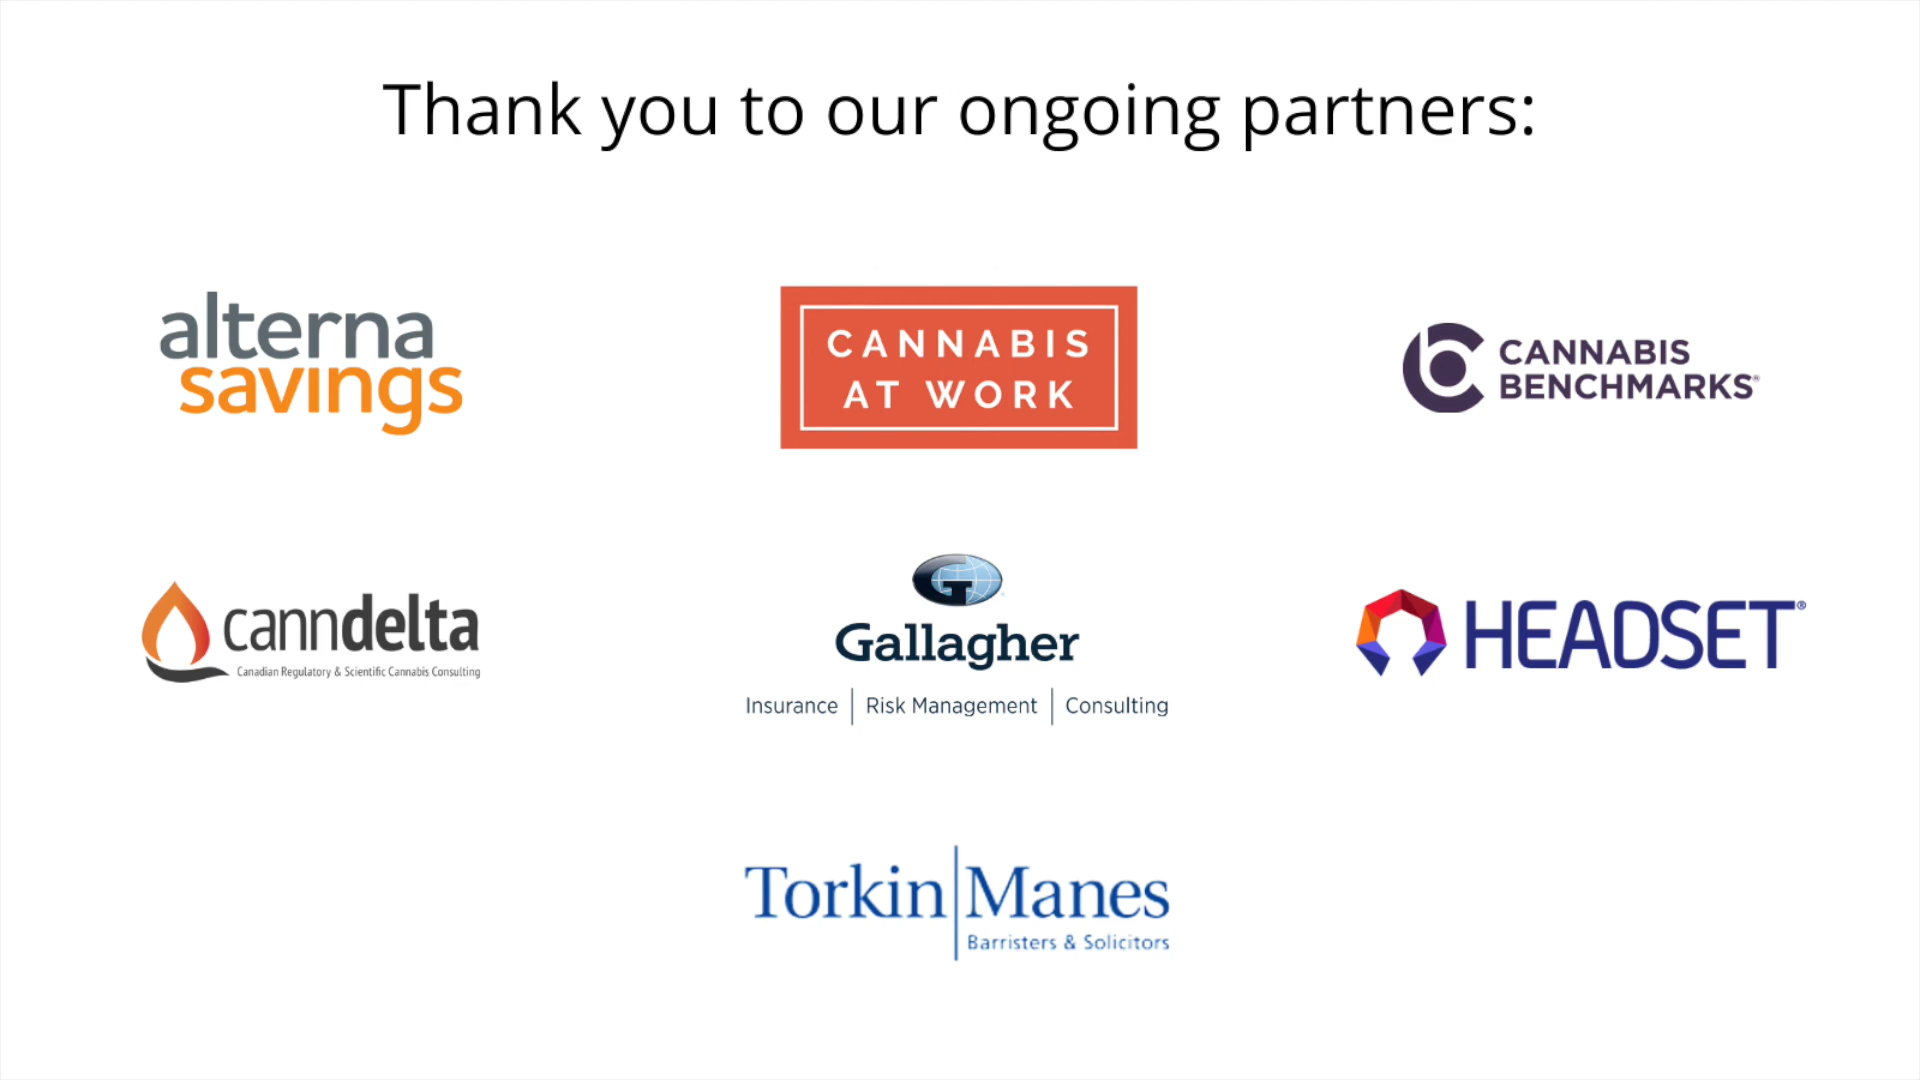 Thank you to our ongoing partners:
alterna
savings
CANNABIS
AT WORK
CANNABIS
BENCHMARKS®
canndelta
Canadian Regulatory & Scientific Cannabis Consulting
Gallagher
Insurance | Risk Management | Consulting
HEADSET®
Torkin|Manes
Barristers & Solicitors